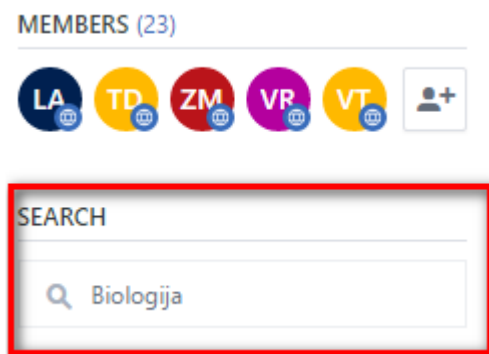 MEMBERS (23)
LA TD ZM VR VT
SEARCH
Biologija